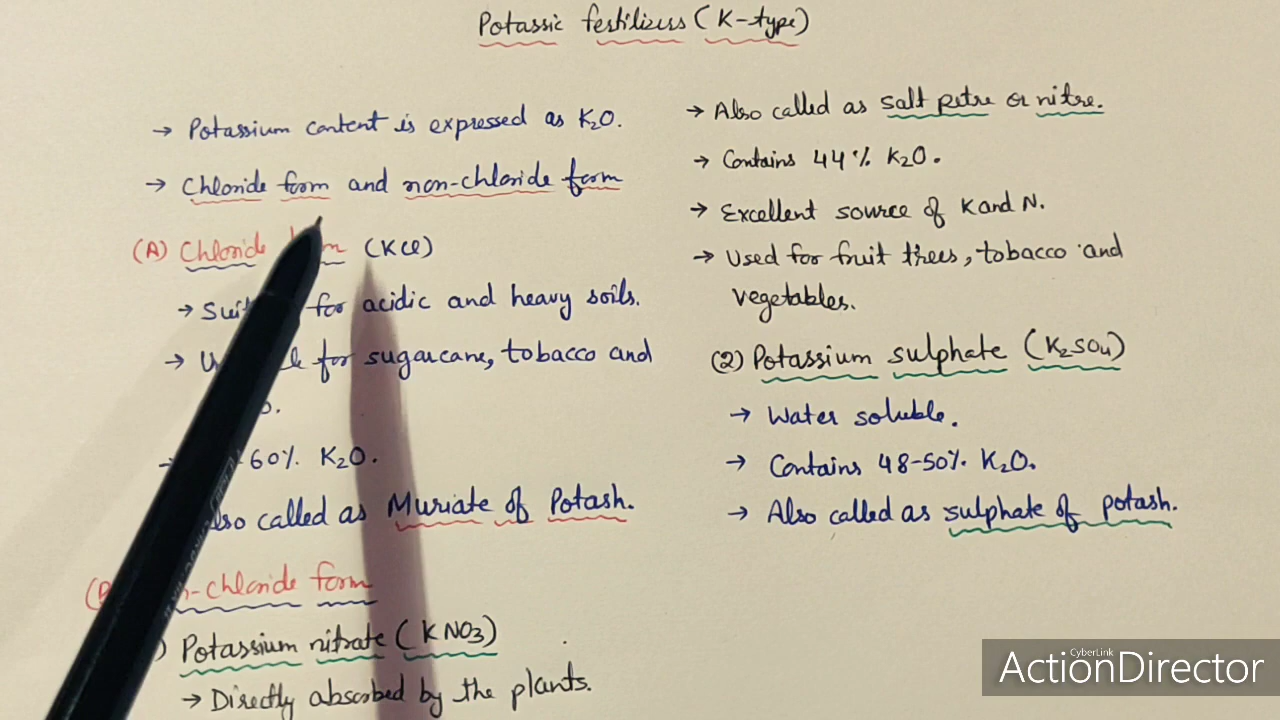 Potassic fertilizers (K-type)
→ Potassium content is expressed as K2O.
→ Chloride form and non-chloride form
(A) Chloride (KCl)
→ for acidic and heavy soils.
→ for sugarcane, tobacco and
60% K2O.
called as Muriate of Potash.
-chloride form
Potassium nitrate (KNO3)
→ Directly absorbed by the plants.
→ Also called as salt petre or nitre.
→ Contains 44% K2O.
→ Excellent source of K and N.
→ Used for fruit trees, tobacco and
vegetables.
(2) Potassium sulphate (K2SO4)
→ Water soluble.
→ Contains 48-50% K2O.
→ Also called as sulphate of potash.
CyberLink
ActionDirector